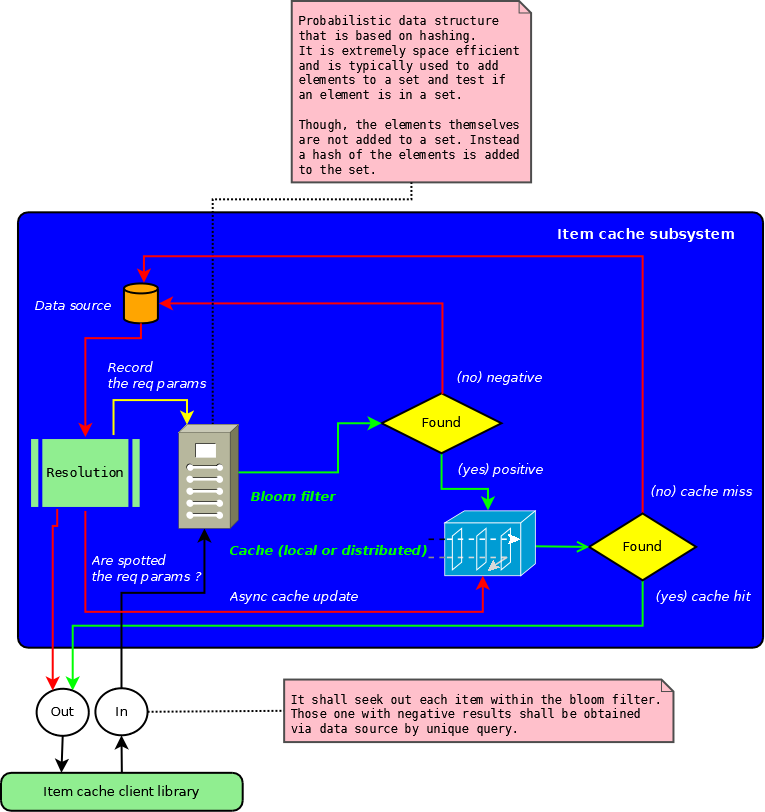 Probabilistic data structure
that is based on hashing.
It is extremely space efficient
and is typically used to add
elements to a set and test if
an element is in a set.
Though, the elements themselves
are not added to a set. Instead
a hash of the elements is added
to the set.
Item cache subsystem
Data source
Record
the req params
(no) negative
Found
Resolution
(yes) positive
Bloom filter
(no) cache miss
Cache (local or distributed)
Found
Are spotted
the req params ?
Async cache update
(yes) cache hit
It shall seek out each item within the bloom filter.
Those one with negative results shall be obtained
via data source by unique query.
Out
In
Item cache client library